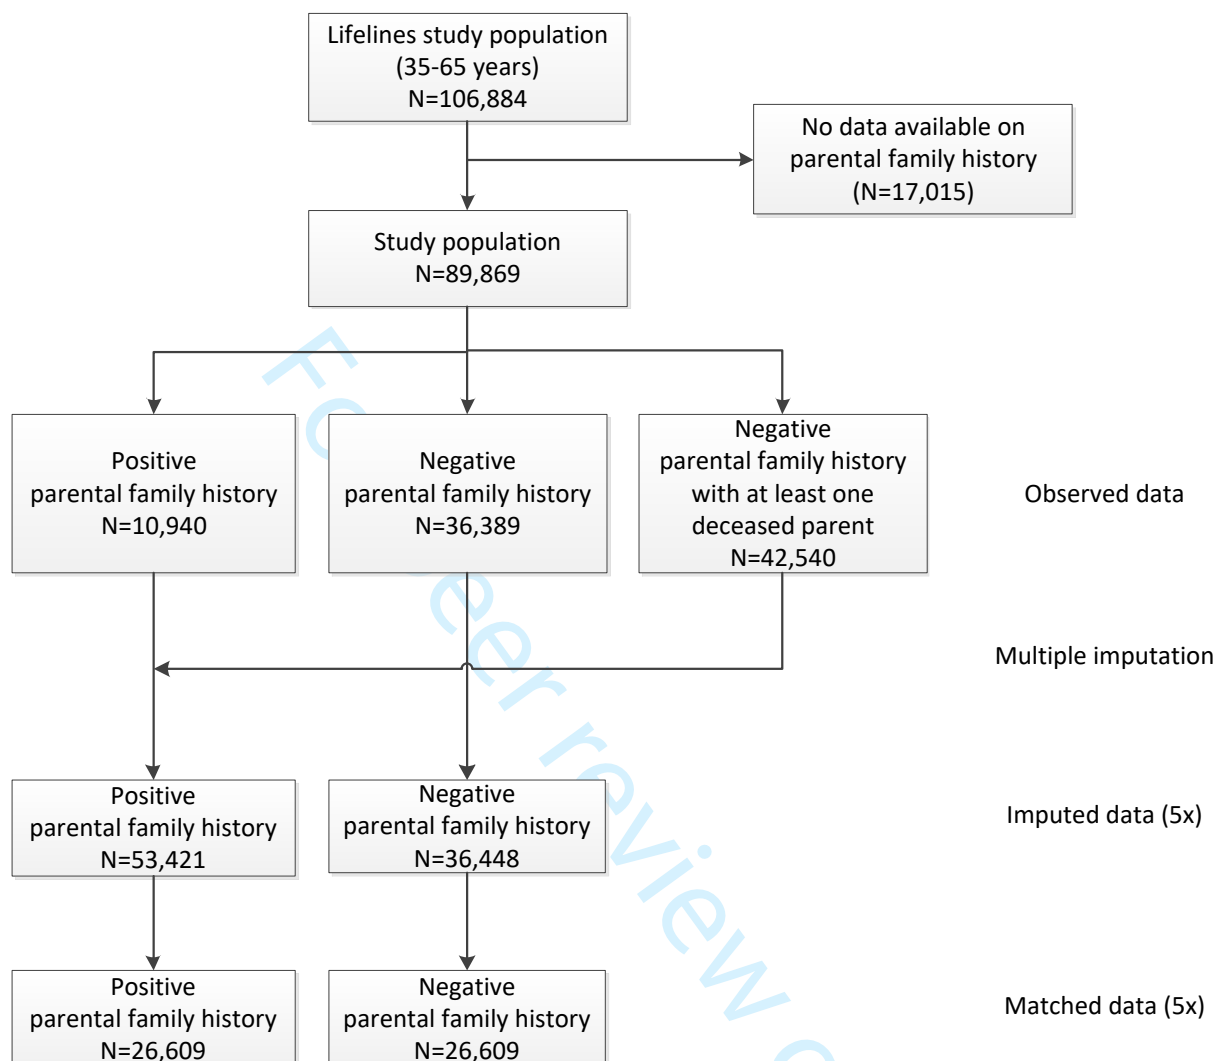 Lifelines study population
(35-65 years)
N=106,884
No data available on
parental family history
(N=17,015)
Study population
N=89,869
Positive
parental family history
N=10,940
Negative
parental family history
N=36,389
Negative
parental family history
with at least one
deceased parent
N=42,540
Observed data
Multiple imputation
Positive
parental family history
N=53,421
Negative
parental family history
N=36,448
Imputed data (5x)
Positive
parental family history
N=26,609
Negative
parental family history
N=26,609
Matched data (5x)
For peer review